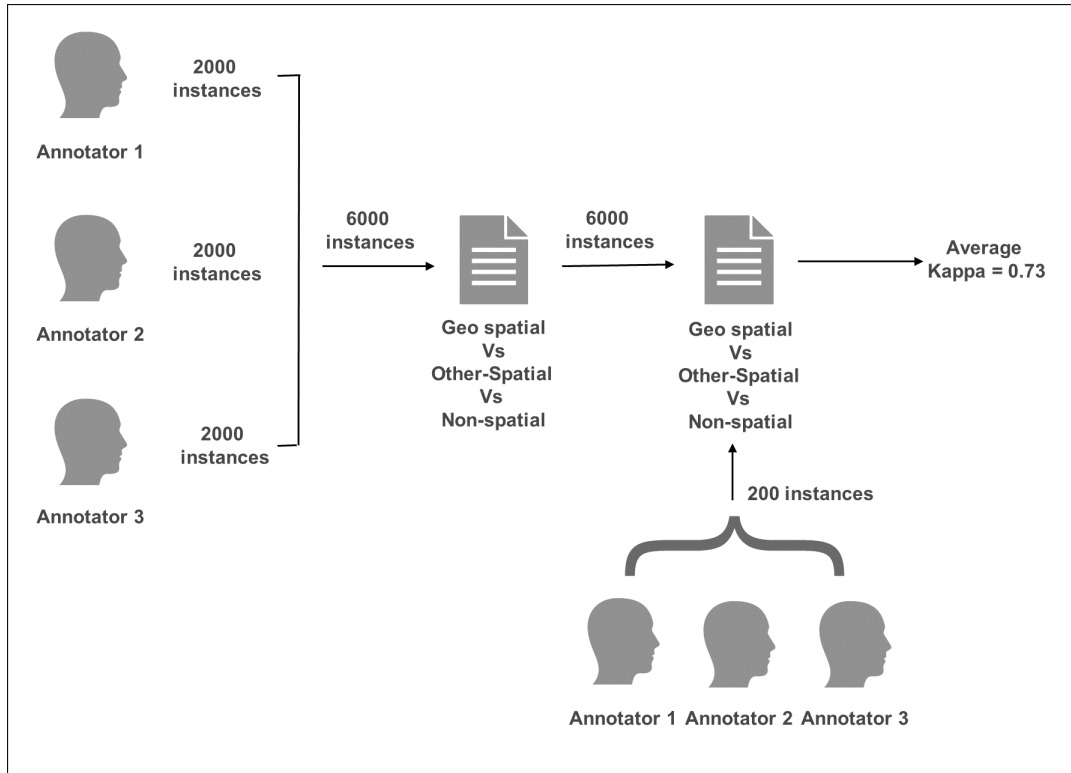 2000
instances
Annotator 1
2000
instances
Annotator 2
2000
instances
Annotator 3
6000
instances
Geo spatial
Vs
Other-Spatial
Vs
Non-spatial
6000
instances
Geo spatial
Vs
Other-Spatial
Vs
Non-spatial
Average
Kappa = 0.73
200 instances
Annotator 1
Annotator 2
Annotator 3